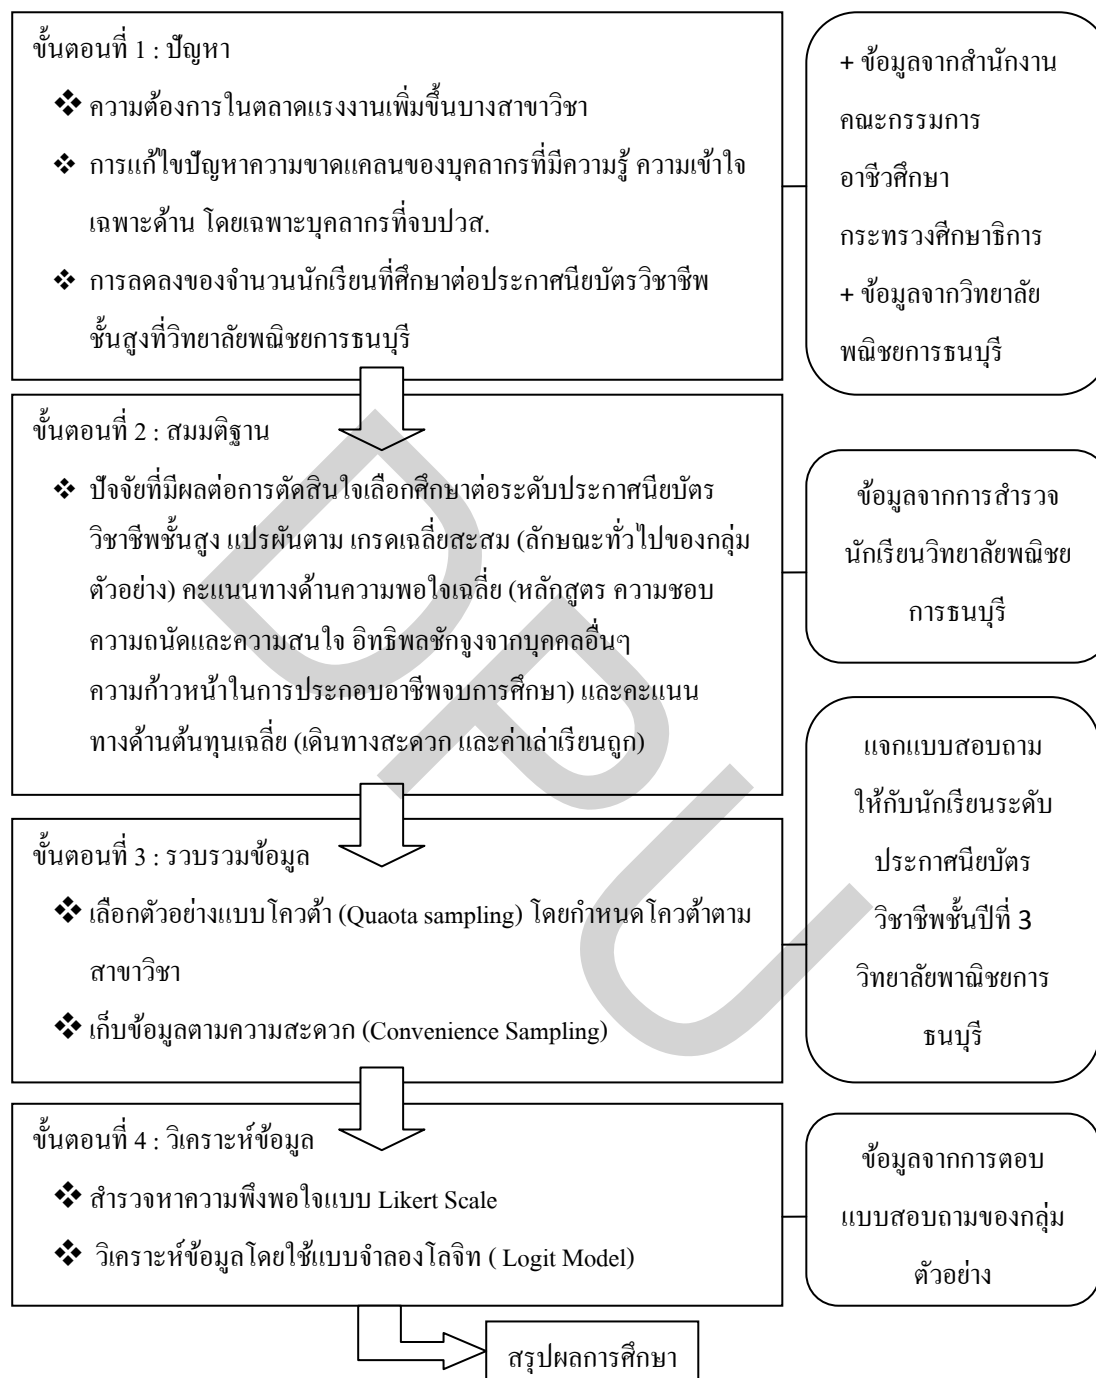 ขั้นตอนที่ 1 : ปัญหา
❖ ความต้องการในตลาดแรงงานเพิ่มขึ้นบางสาขาวิชา
❖ การแก้ไขปัญหาความขาดแคลนของบุคลากรที่มีความรู้ ความเข้าใจ
เฉพาะด้าน โดยเฉพาะบุคลากรที่จบปวส.
❖ การลดลงของจำนวนนักเรียนที่ศึกษาต่อประกาศนียบัตรวิชาชีพ
ชั้นสูงที่วิทยาลัยพณิชยการธนบุรี
+ ข้อมูลจากสำนักงาน
คณะกรรมการ
อาชีวศึกษา
กระทรวงศึกษาธิการ
+ ข้อมูลจากวิทยาลัย
พณิชยการธนบุรี
ขั้นตอนที่ 2 : สมมติฐาน
❖ ปัจจัยที่มีผลต่อการตัดสินใจเลือกศึกษาต่อระดับประกาศนียบัตร
วิชาชีพชั้นสูง แปรผันตาม เกรดเฉลี่ยสะสม (ลักษณะทั่วไปของกลุ่ม
ตัวอย่าง) คะแนนทางด้านความพอใจเฉลี่ย (หลักสูตร ความชอบ
ความถนัดและความสนใจ อิทธิพลชักจูงจากบุคคลอื่นๆ
ความก้าวหน้าในการประกอบอาชีพจบการศึกษา) และคะแนน
ทางด้านต้นทุนเฉลี่ย (เดินทางสะดวก และค่าเล่าเรียนถูก)
ข้อมูลจากการสำรวจ
นักเรียนวิทยาลัยพณิชย
การธนบุรี
ขั้นตอนที่ 3 : รวบรวมข้อมูล
❖ เลือกตัวอย่างแบบโควต้า (Quaota sampling) โดยกำหนดโควต้าตาม
สาขาวิชา
❖ เก็บข้อมูลตามความสะดวก (Convenience Sampling)
แจกแบบสอบถาม
ให้กับนักเรียนระดับ
ประกาศนียบัตร
วิชาชีพชั้นปีที่ 3
วิทยาลัยพาณิชยการ
ธนบุรี
ขั้นตอนที่ 4 : วิเคราะห์ข้อมูล
❖ สำรวจหาความพึงพอใจแบบ Likert Scale
❖ วิเคราะห์ข้อมูลโดยใช้แบบจำลองโลจิท ( Logit Model)
ข้อมูลจากการตอบ
แบบสอบถามของกลุ่ม
ตัวอย่าง
สรุปผลการศึกษา
DPU